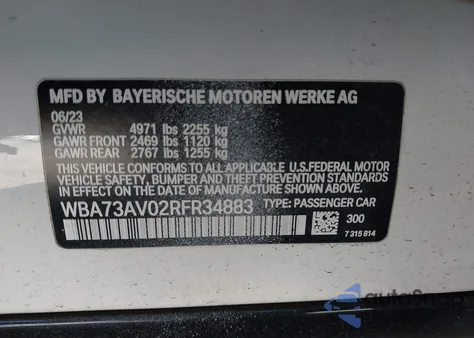 MFD BY BAYERISCHE MOTOREN WERKE AG
06/23
GVWR 4971 lbs 2255 kg
GAWR FRONT 2469 lbs 1120 kg
GAWR REAR 2767 lbs 1255 kg
THIS VEHICLE CONFORMS TO ALL APPLICABLE U.S.FEDERAL MOTOR
VEHICLE SAFETY, BUMPER, AND THEFT PREVENTION STANDARDS
IN EFFECT ON THE DATE OF MANUFACTURE SHOWN ABOVE.
WBA73AV02RFR34883 TYPE: PASSENGER CAR
300
7 315 814